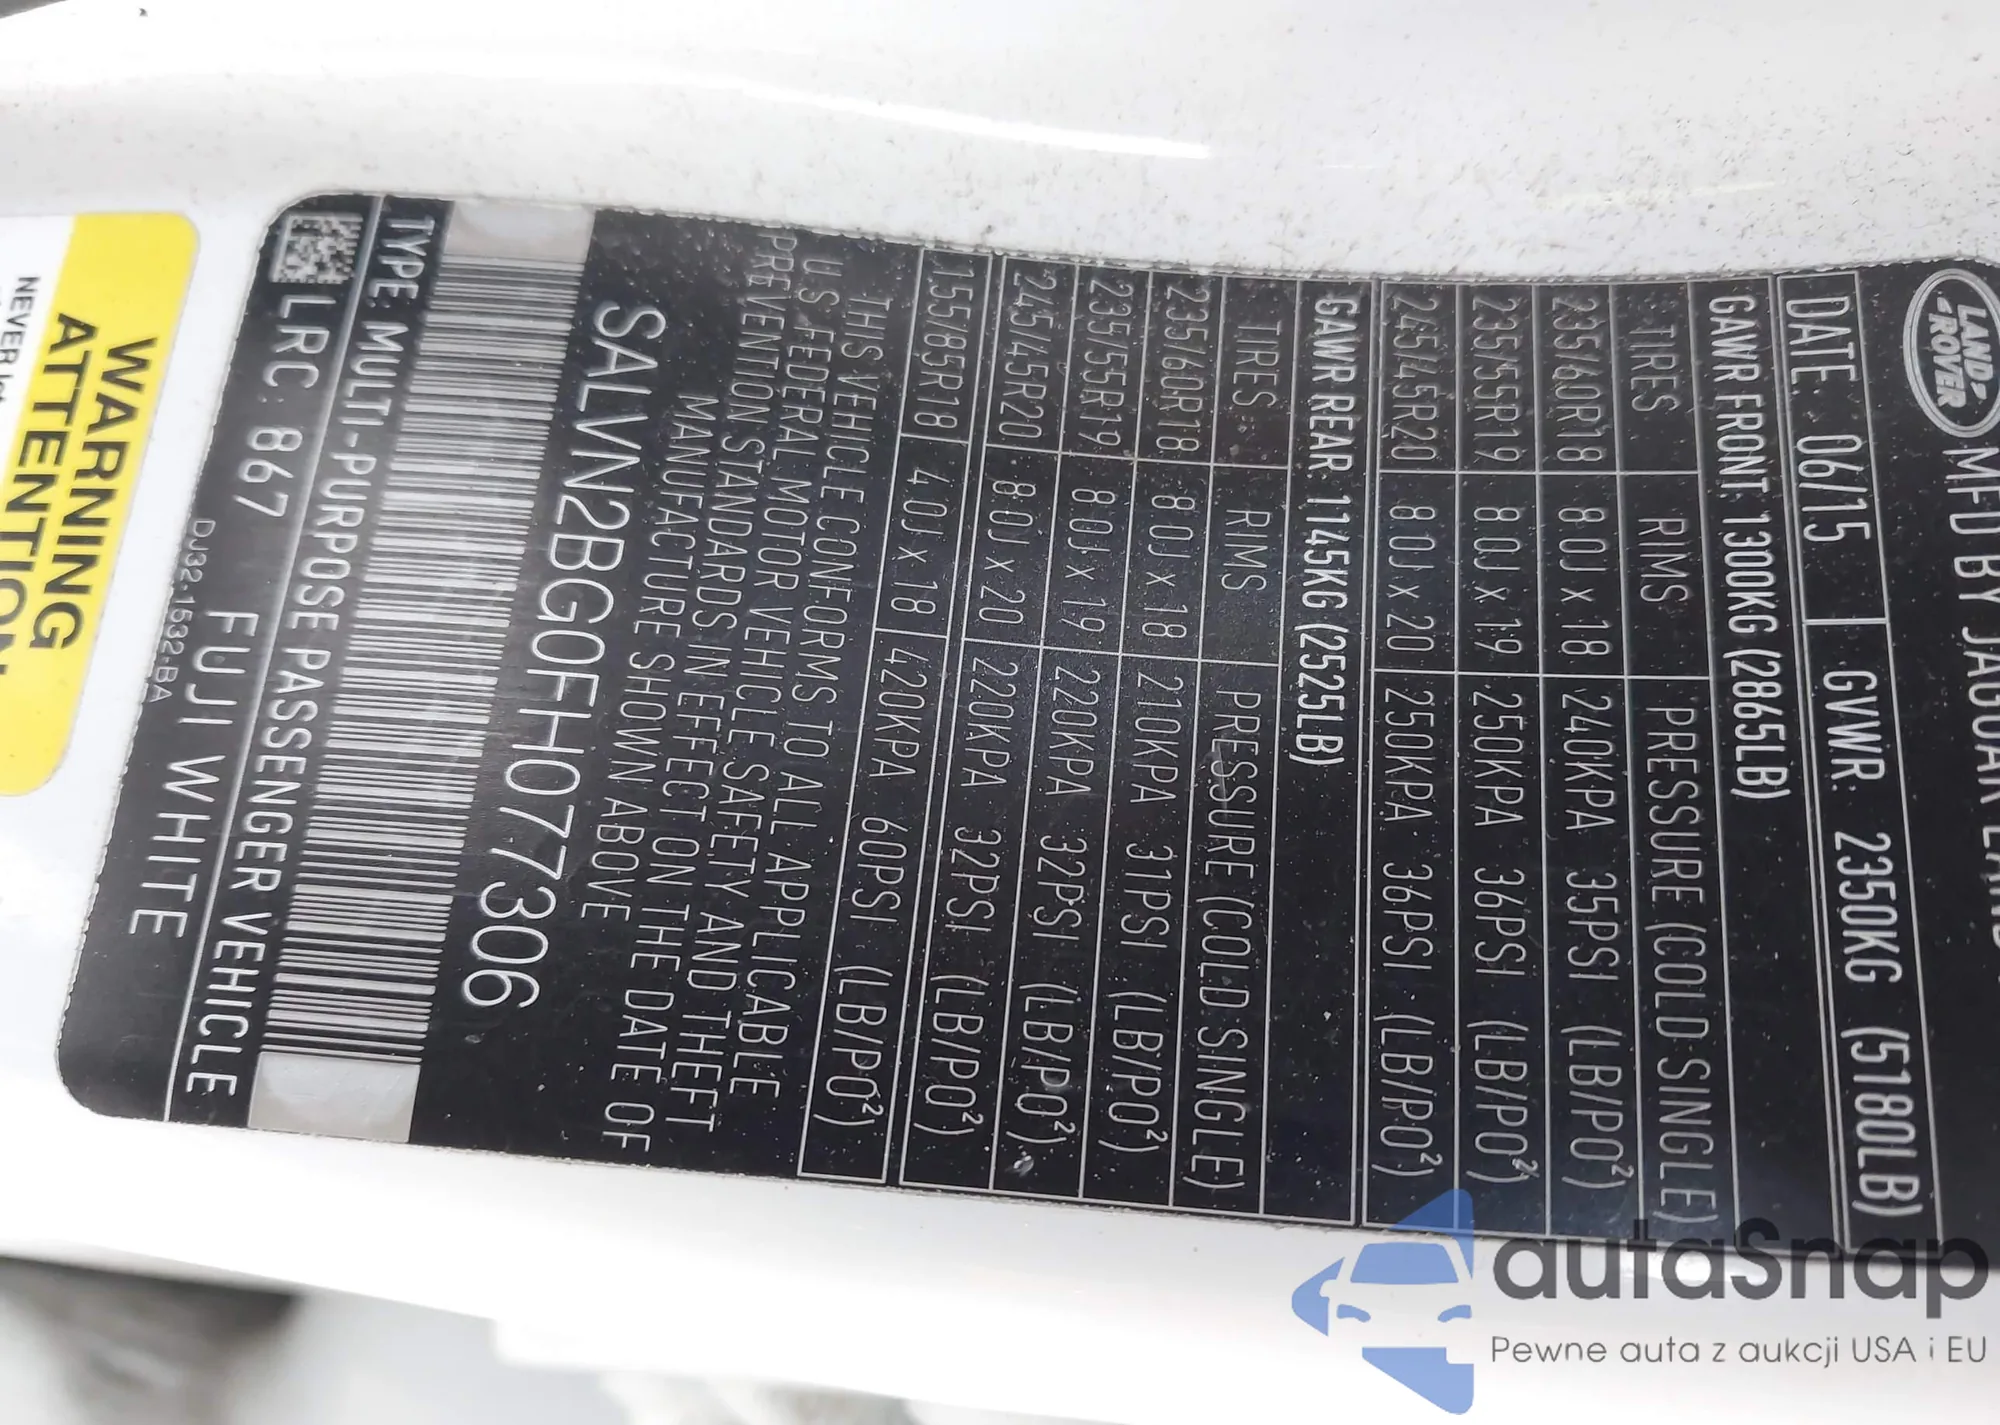 LAND ROVER
MFD BY JAGUAR LAND
DATE: 06/15 GVWR: 2350KG (5180LB)
GAWR FRONT: 1300KG (2865LB)
TIRES RIMS PRESSURE (COLD SINGLE)
235/60R18 8.0J x 18 240KPA 35PSI (LB/PO²)
235/55R19 8.0J x 19 250KPA 36PSI (LB/PO²)
245/45R20 8.0J x 20 250KPA 36PSI (LB/PO²)
GAWR REAR: 1145KG (2525LB)
TIRES RIMS PRESSURE (COLD SINGLE)
235/60R18 8.0J x 18 210KPA 31PSI (LB/PO²)
235/55R19 8.0J x 19 220KPA 32PSI (LB/PO²)
245/45R20 8.0J x 20 220KPA 32PSI (LB/PO²)
155/85R18 4.0J x 18 420KPA 60PSI (LB/PO²)
THIS VEHICLE CONFORMS TO ALL APPLICABLE
U.S. FEDERAL MOTOR VEHICLE SAFETY AND THEFT
PREVENTION STANDARDS IN EFFECT ON THE DATE OF
MANUFACTURE SHOWN ABOVE
SALVN2BG0FH077306
TYPE: MULTI-PURPOSE PASSENGER VEHICLE
LRC: 867 FUJI WHITE
DJ32-1532-BA
WARNING
ATTENTION
NEVER
autaSnap
Pewne auta z aukcji USA i EU